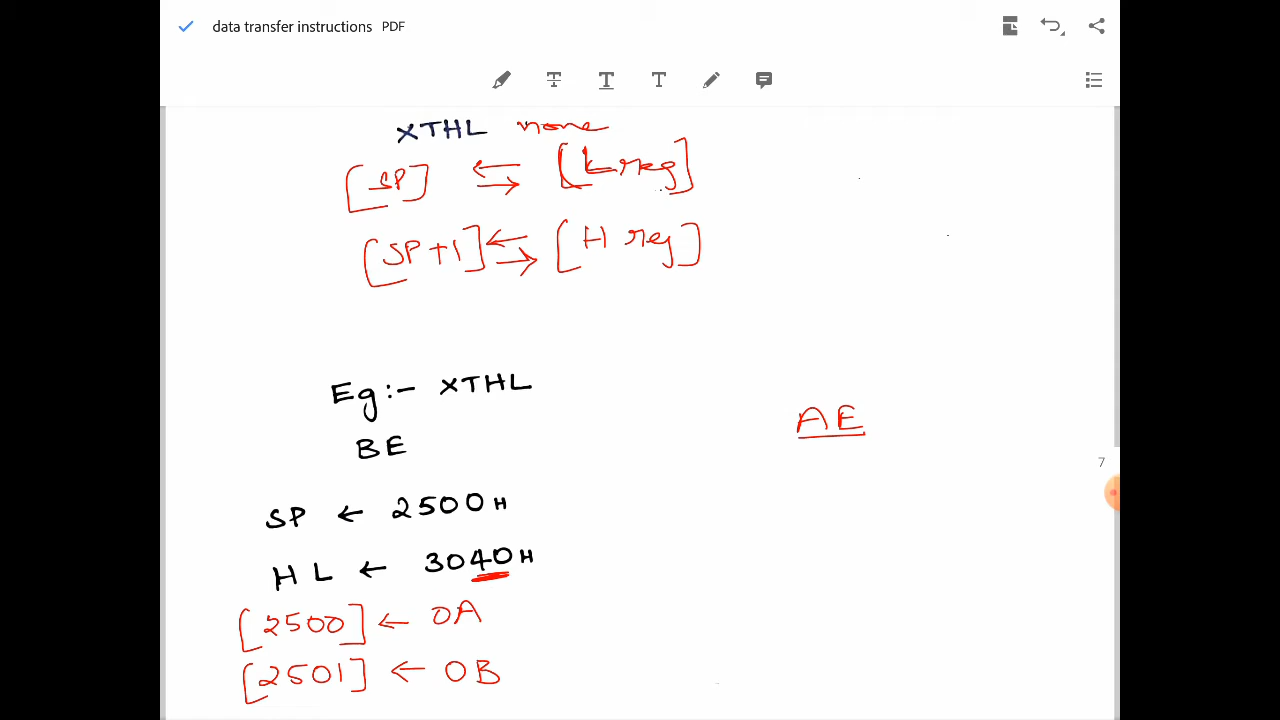 data transfer instructions PDF
XTHL none
[SP] ⇆ [L reg]
[SP+1] ⇆ [H reg]
Eg:- XTHL
AE
BE
7
SP ← 2500H
HL ← 3040H
[2500] ← 0A
[2501] ← 0B